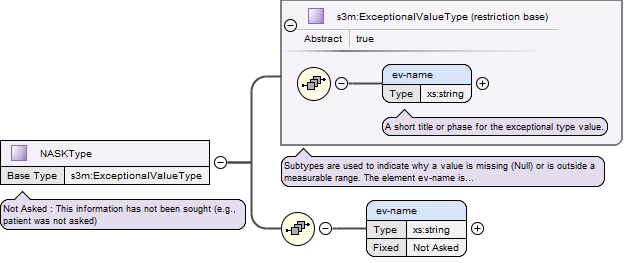 s3m:ExceptionalValueType (restriction base)
Abstract true
ev-name
Type xs:string
A short title or phase for the exceptional type value.
NASKType
Base Type s3m:ExceptionalValueType
Not Asked : This information has not been sought (e.g.,
patient was not asked)
Subtypes are used to indicate why a value is missing (Null) or is outside a
measurable range. The element ev-name is...
ev-name
Type xs:string
Fixed Not Asked